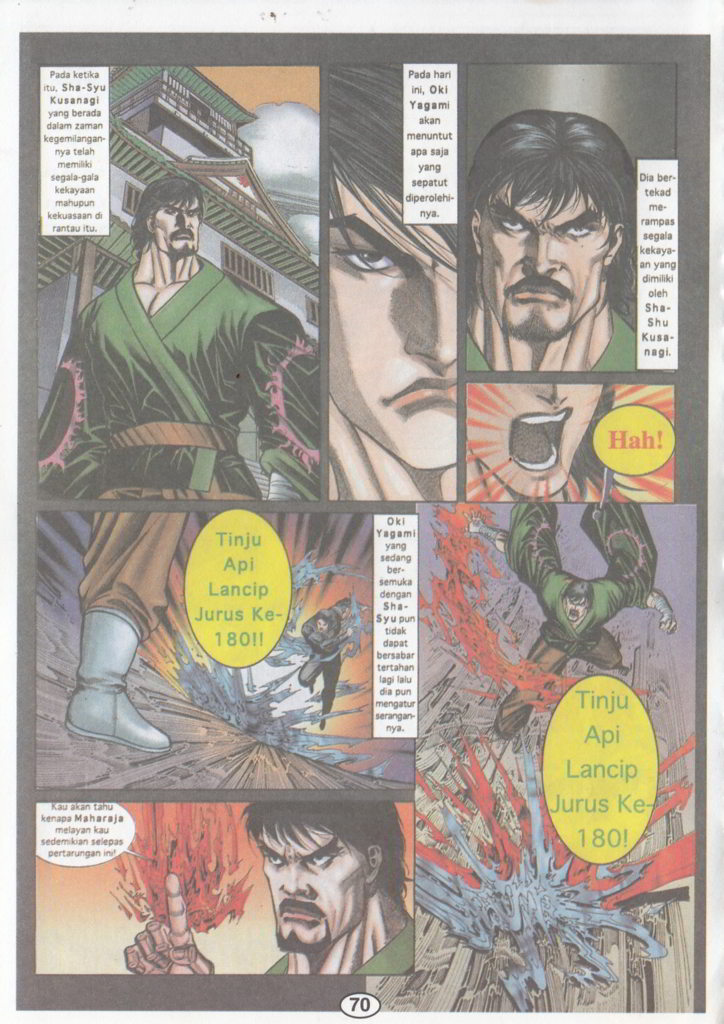 Pada ketika
itu, Sha-Syu
Kusanagi
yang berada
dalam zaman
kegemilangan-
nya telah
memiliki
segala-gala
kekayaan
mahupun
kekuasaan di
rantau itu.
Pada hari
ini, Oki
Yagami
akan
menuntut
apa saja
yang
sepatut
diperolehi-
nya.
Dia ber-
tekad
me-
rampas
segala
kekaya-
an yang
dimiliki
oleh
Sha-
Shu
Kusa-
nagi.
Hah!
Tinju
Api
Lancip
Jurus Ke-
180!!
Oki
Yagami
yang
sedang
ber-
semuka
dengan
Sha-
Syu pun
tidak
dapat
bersabar
tertahan
lagi lalu
dia pun
mengatur
serangan-
nya.
Tinju
Api
Lancip
Jurus Ke-
180!
Kau akan tahu
kenapa Maharaja
melayan kau
sedemikian selepas
pertarungan ini!
70